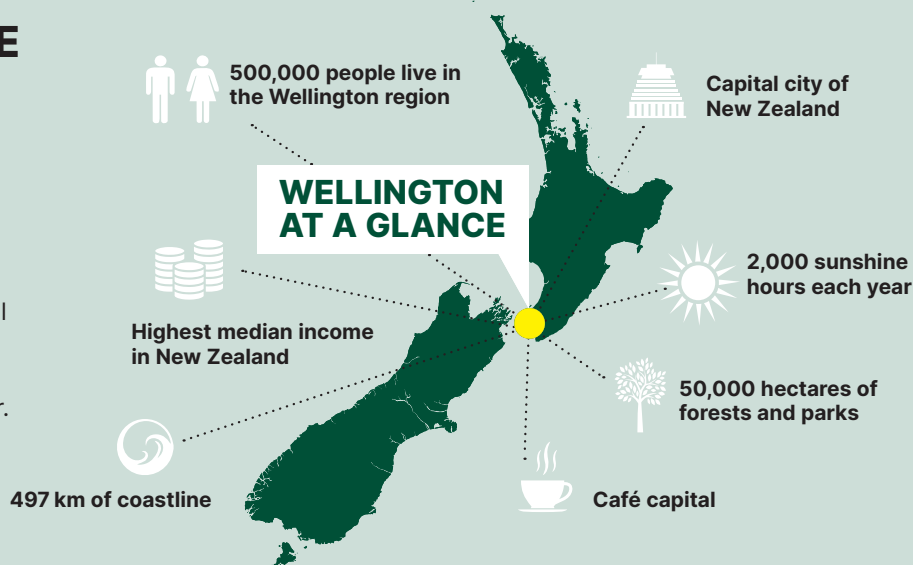 E
500,000 people live in
the Wellington region
Capital city of
New Zealand
WELLINGTON
AT A GLANCE
2,000 sunshine
hours each year
l
Highest median income
in New Zealand
r.
50,000 hectares of
forests and parks
497 km of coastline
Café capital